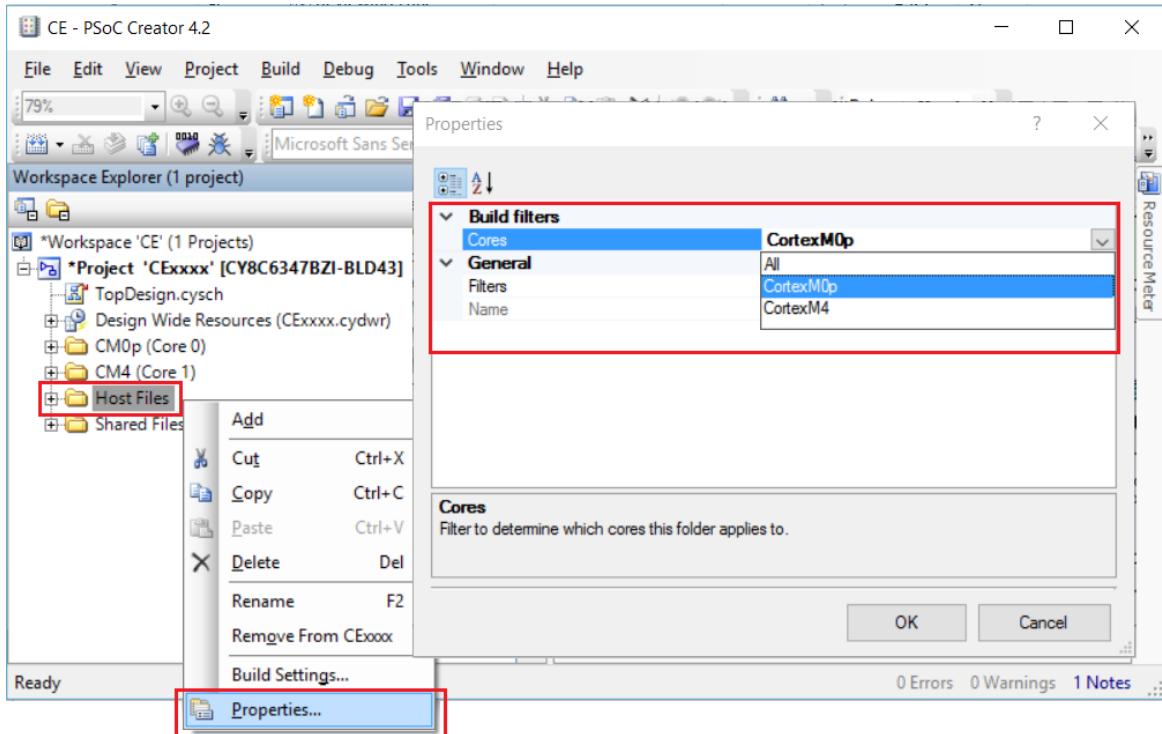 CE - PSoC Creator 4.2
File Edit View Project Build Debug Tools Window Help
79%
Microsoft Sans Ser
Workspace Explorer (1 project)
*Workspace 'CE' (1 Projects)
*Project 'CExxxx' [CY8C6347BZI-BLD43]
TopDesign.cysch
Design Wide Resources (CExxxx.cydwr)
CM0p (Core 0)
CM4 (Core 1)
Host Files
Shared Files
Add
Cut Ctrl+X
Copy Ctrl+C
Paste Ctrl+V
Delete Del
Rename F2
Remove From CExxxx
Build Settings...
Properties...
Properties
?
Build filters
Cores CortexM0p
General All
Filters CortexM0p
Name CortexM4
Cores
Filter to determine which cores this folder applies to.
OK Cancel
Resource Meter
Ready 0 Errors 0 Warnings 1 Notes